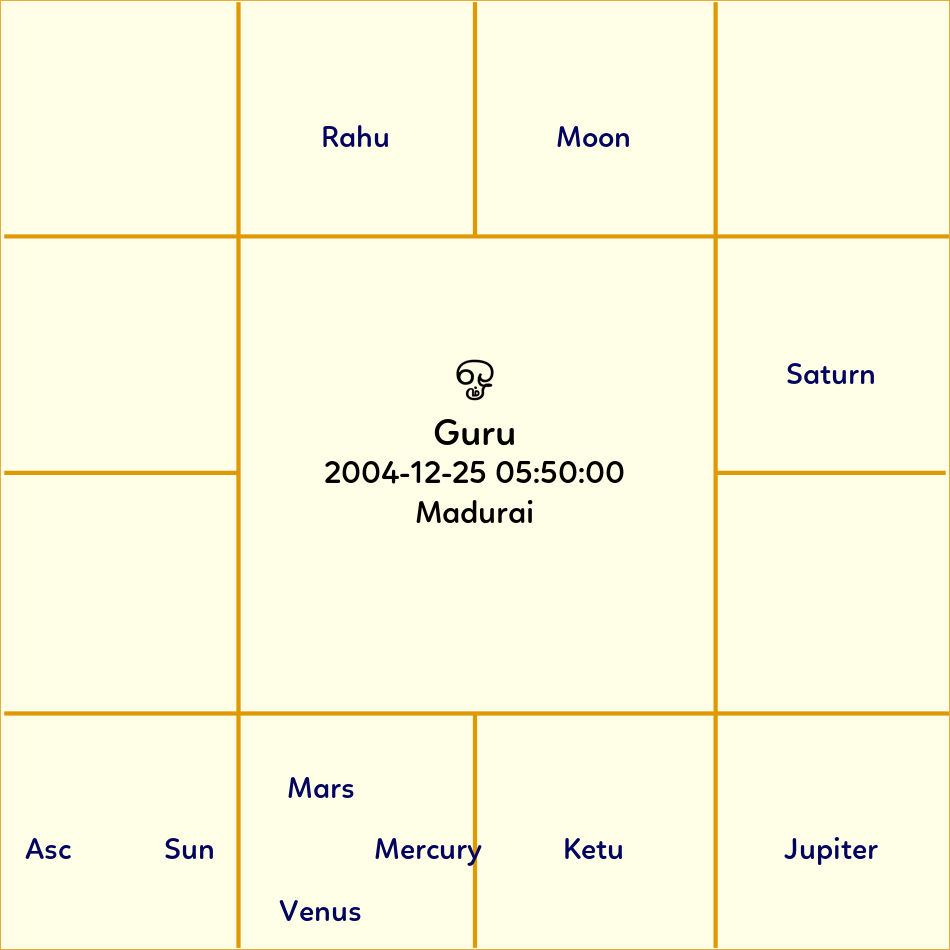 Rahu
Moon
Saturn
ௐ
Guru
2004-12-25 05:50:00
Madurai
Mars
Asc
Sun
Mercury
Ketu
Jupiter
Venus